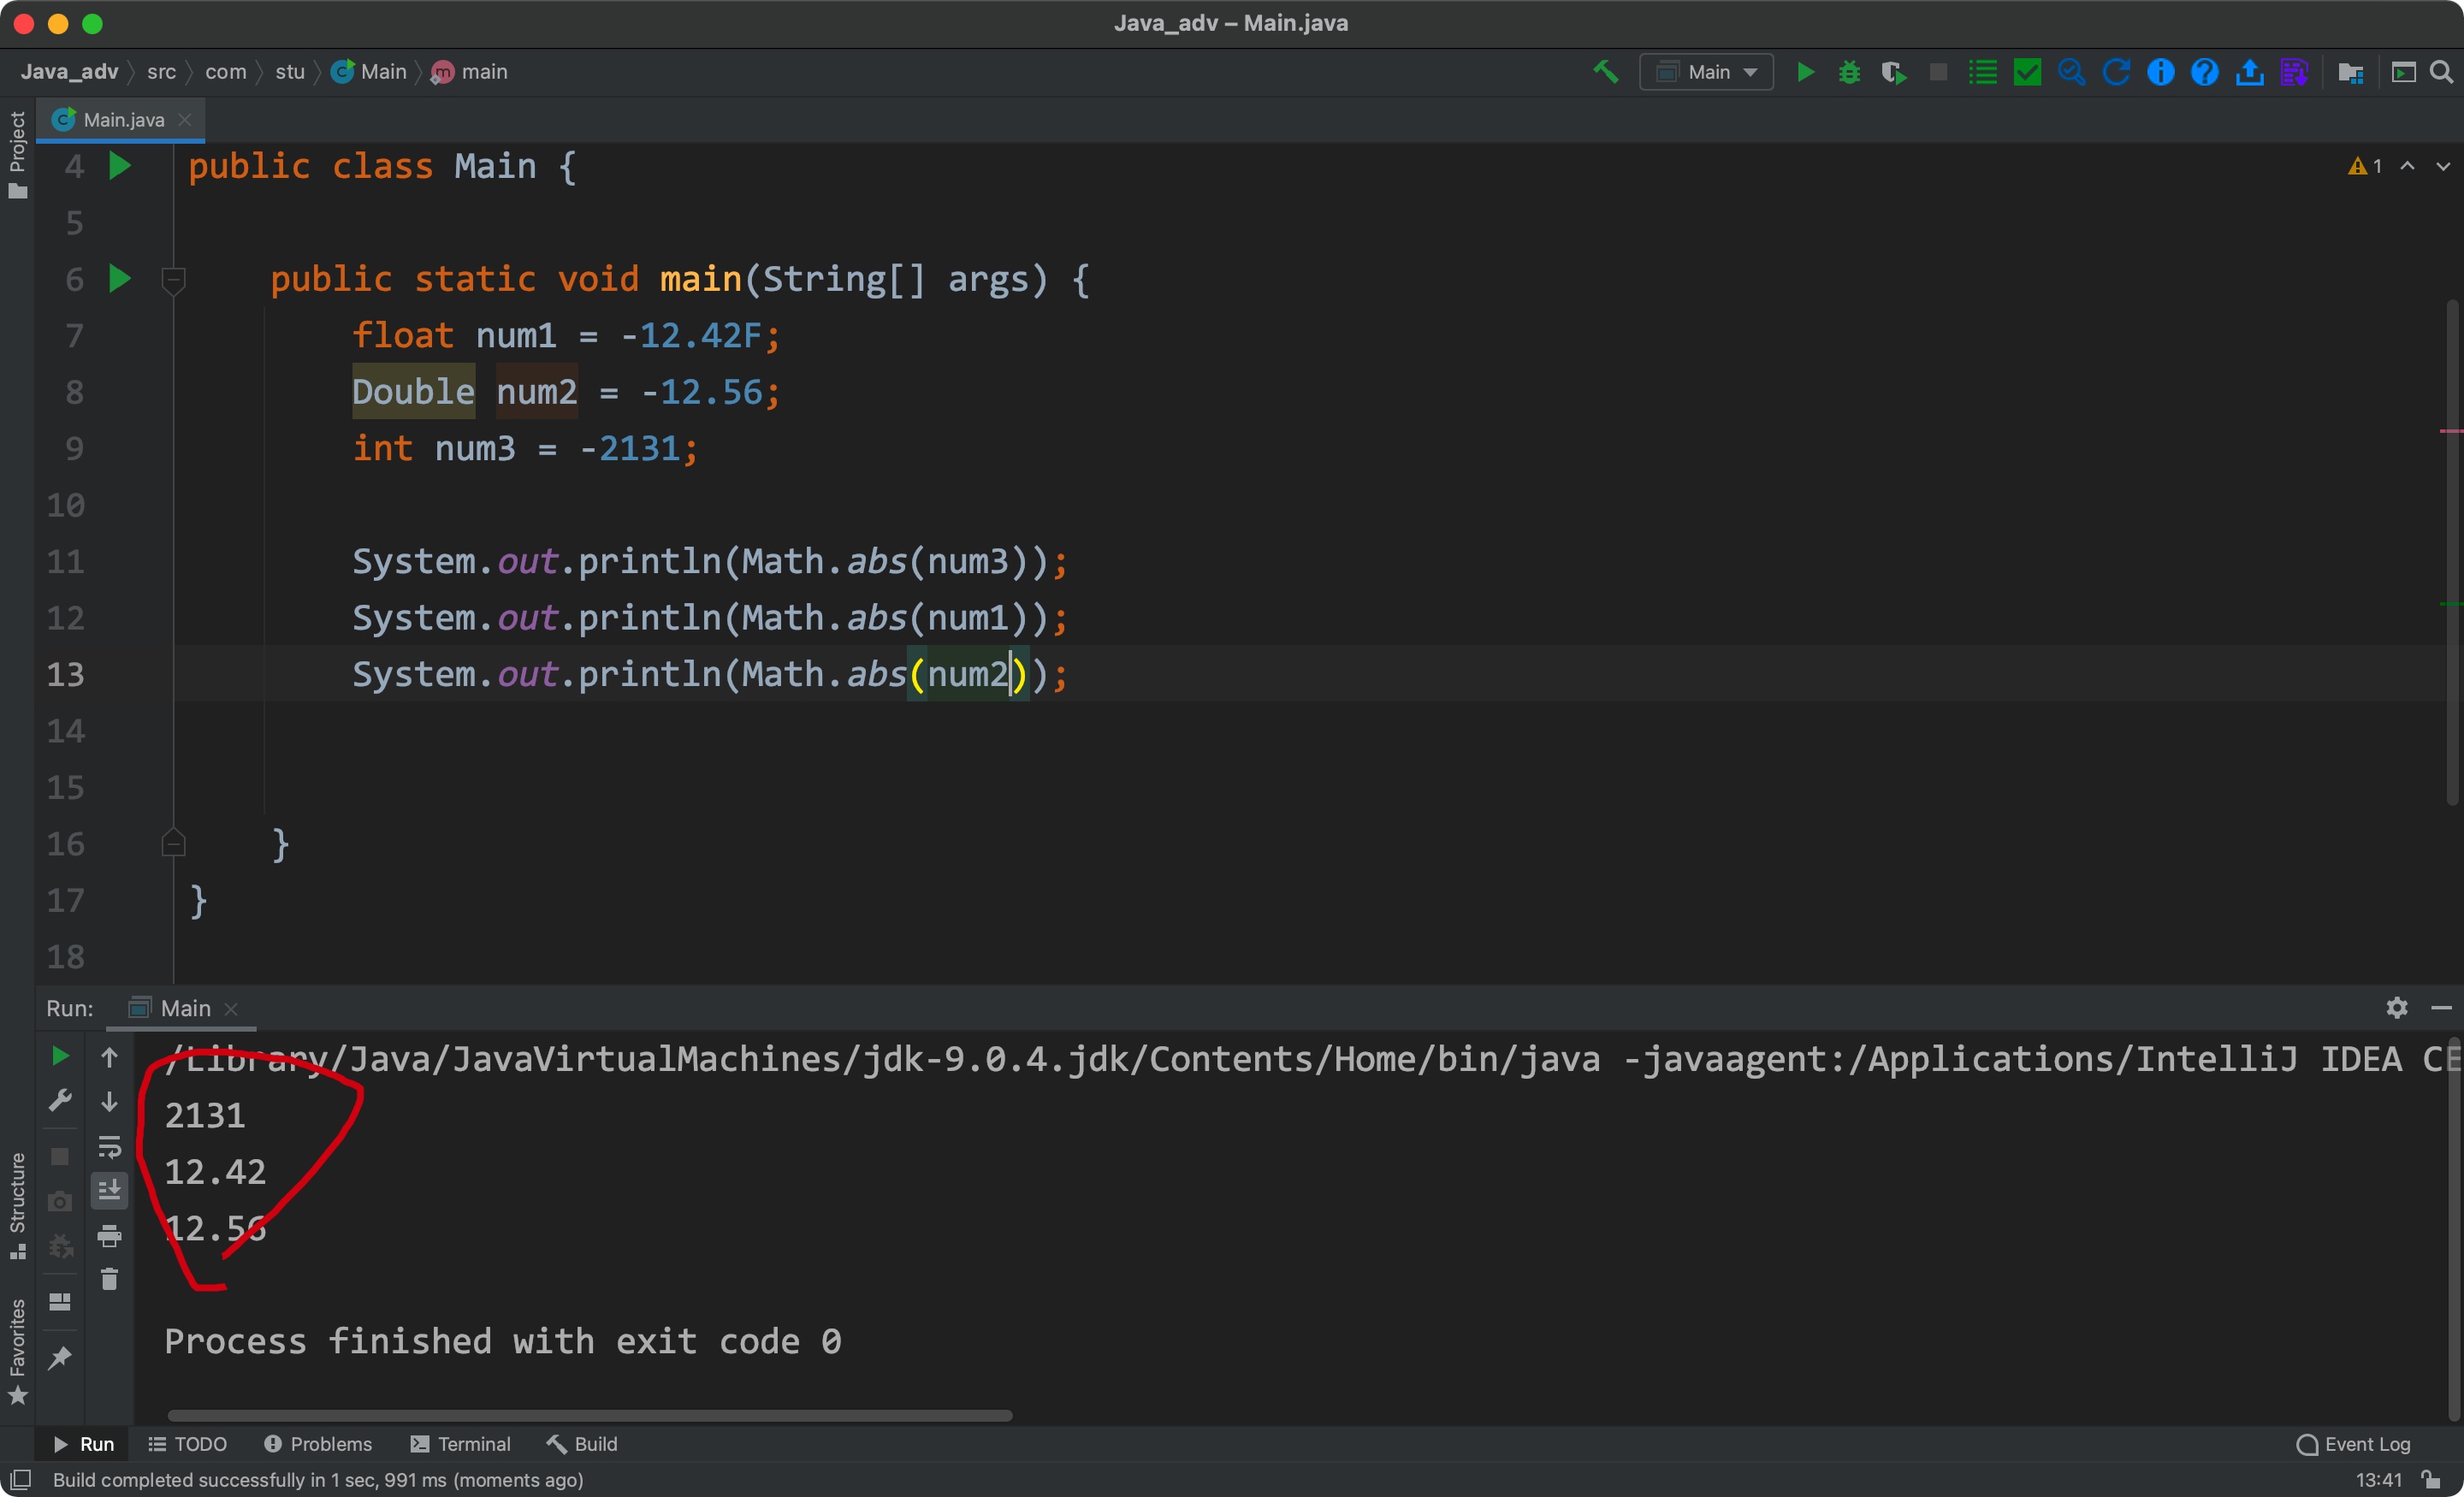 Java_adv – Main.java
Java_adv src com stu Main main
Main
Project
Main.java
1
4 public class Main {
5
6 public static void main(String[] args) {
7 float num1 = -12.42F;
8 Double num2 = -12.56;
9 int num3 = -2131;
10
11 System.out.println(Math.abs(num3));
12 System.out.println(Math.abs(num1));
13 System.out.println(Math.abs(num2));
14
15
16 }
17 }
18
Run: Main
/Library/Java/JavaVirtualMachines/jdk-9.0.4.jdk/Contents/Home/bin/java -javaagent:/Applications/IntelliJ IDEA CE
2131
12.42
12.56
Process finished with exit code 0
Structure
Favorites
Run TODO Problems Terminal Build Event Log
Build completed successfully in 1 sec, 991 ms (moments ago) 13:41